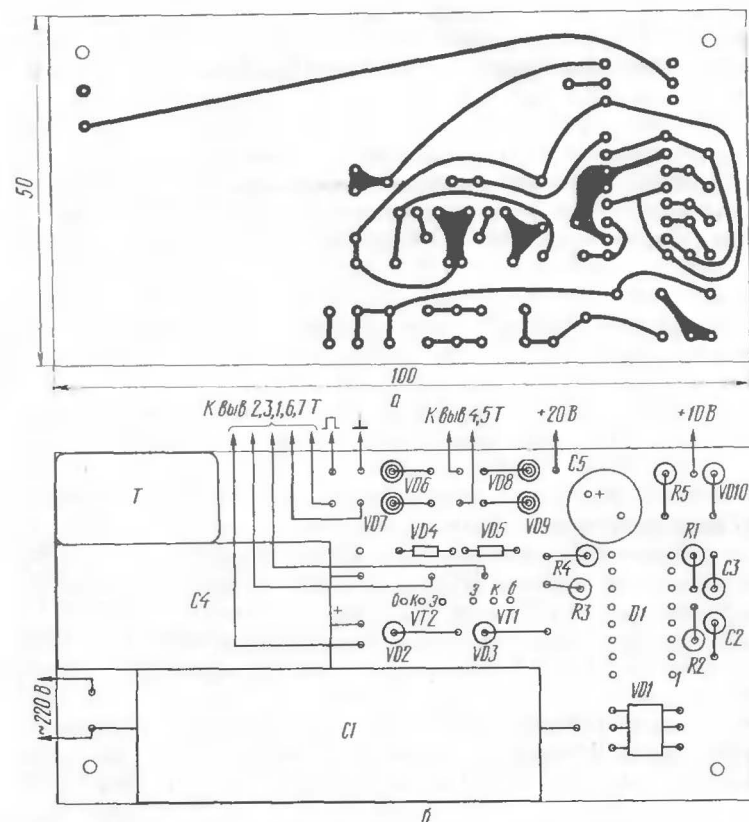 50
100
а
К выв 2,3,1,6,7 Т
К выв 4,5 Т
+20 В
+10 В
Т
VD6
VD8
C5
VD7
VD9
+
R5
VD10
VD4
VD5
R4
R1
C3
C4
+
б К Э
Э К б
R3
D1
VT2
VT1
VD2
VD3
R2
C2
1
VD1
~220 В
C1
б